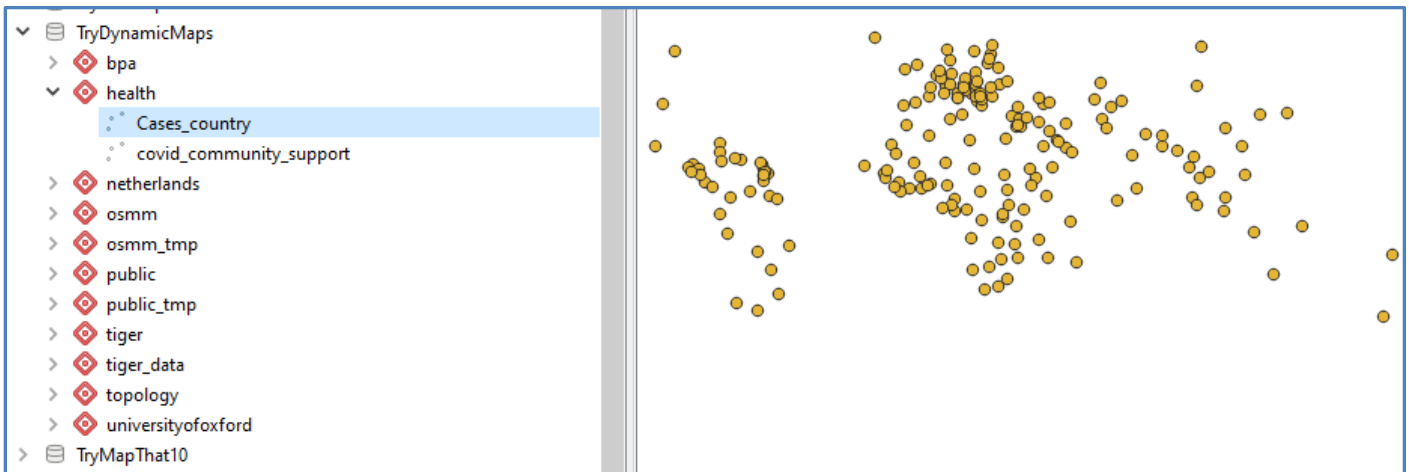 TryDynamicMaps
bpa
health
Cases_country
covid_community_support
netherlands
osmm
osmm_tmp
public
public_tmp
tiger
tiger_data
topology
universityofoxford
TryMapThat10